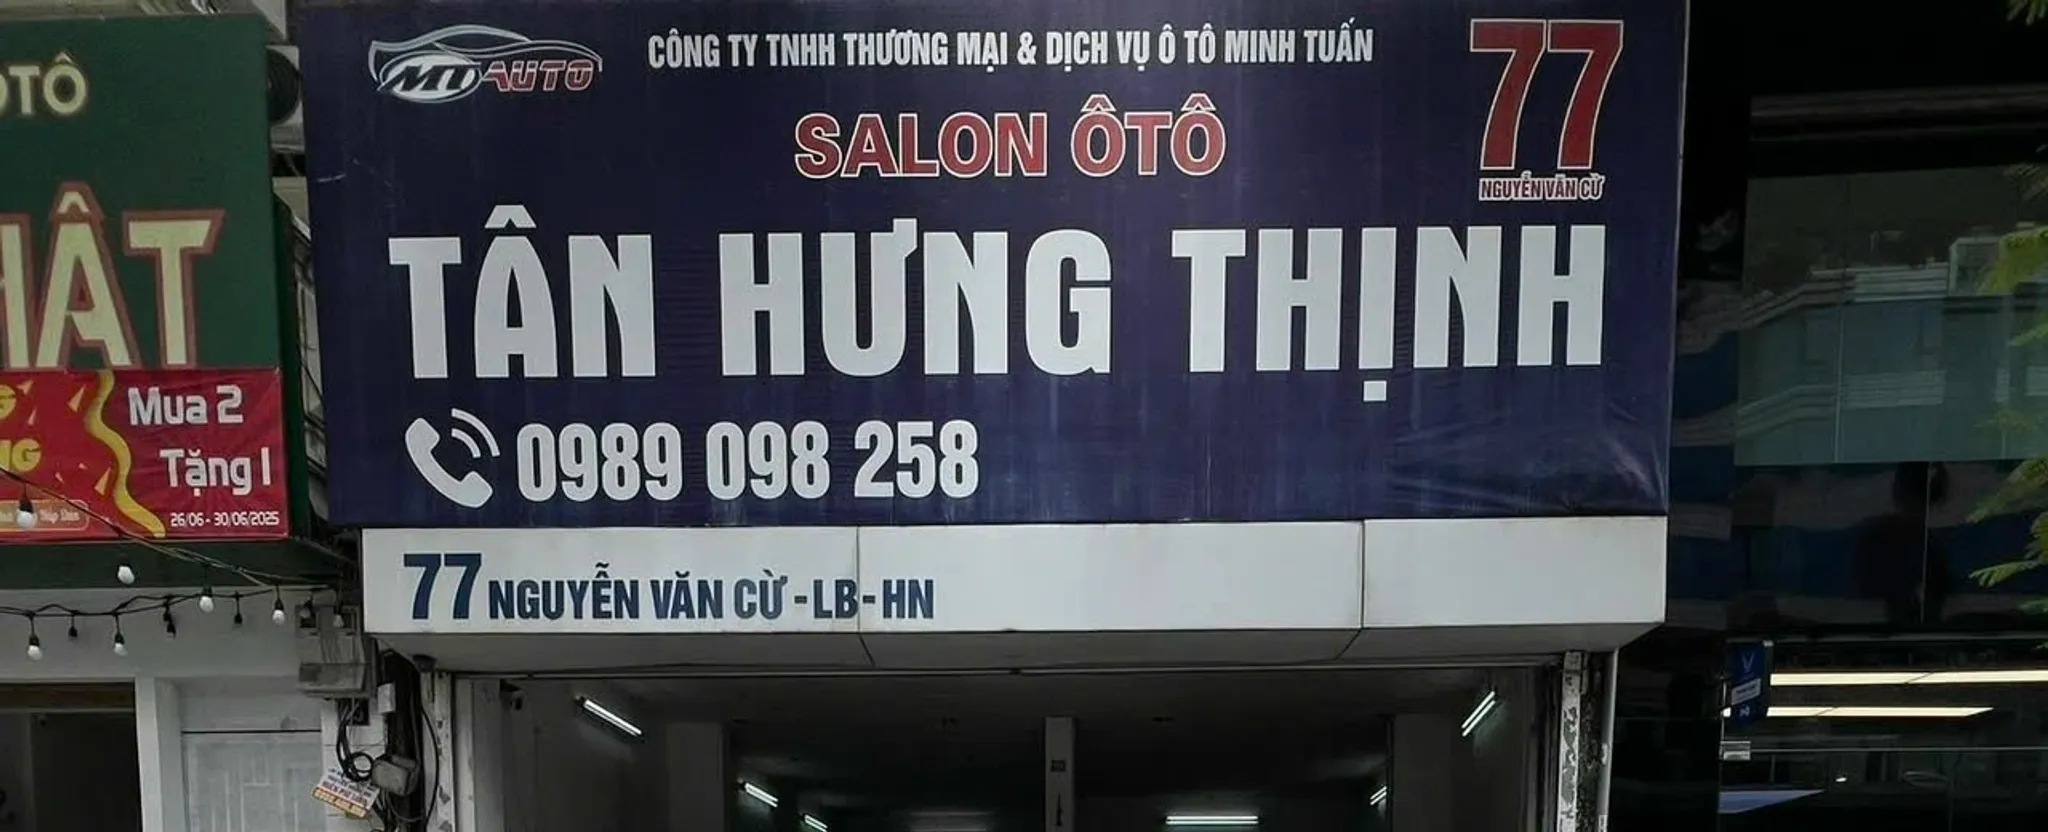 MT AUTO
CÔNG TY TNHH THƯƠNG MẠI & DỊCH VỤ Ô TÔ MINH TUẤN
77
NGUYỄN VĂN CỪ
SALON ÔTÔ
TÂN HƯNG THỊNH
0989 098 258
77 NGUYỄN VĂN CỪ - LB - HN
OTÔ
HẬT
Mua 2
Tặng 1
26/06 - 30/06/2025